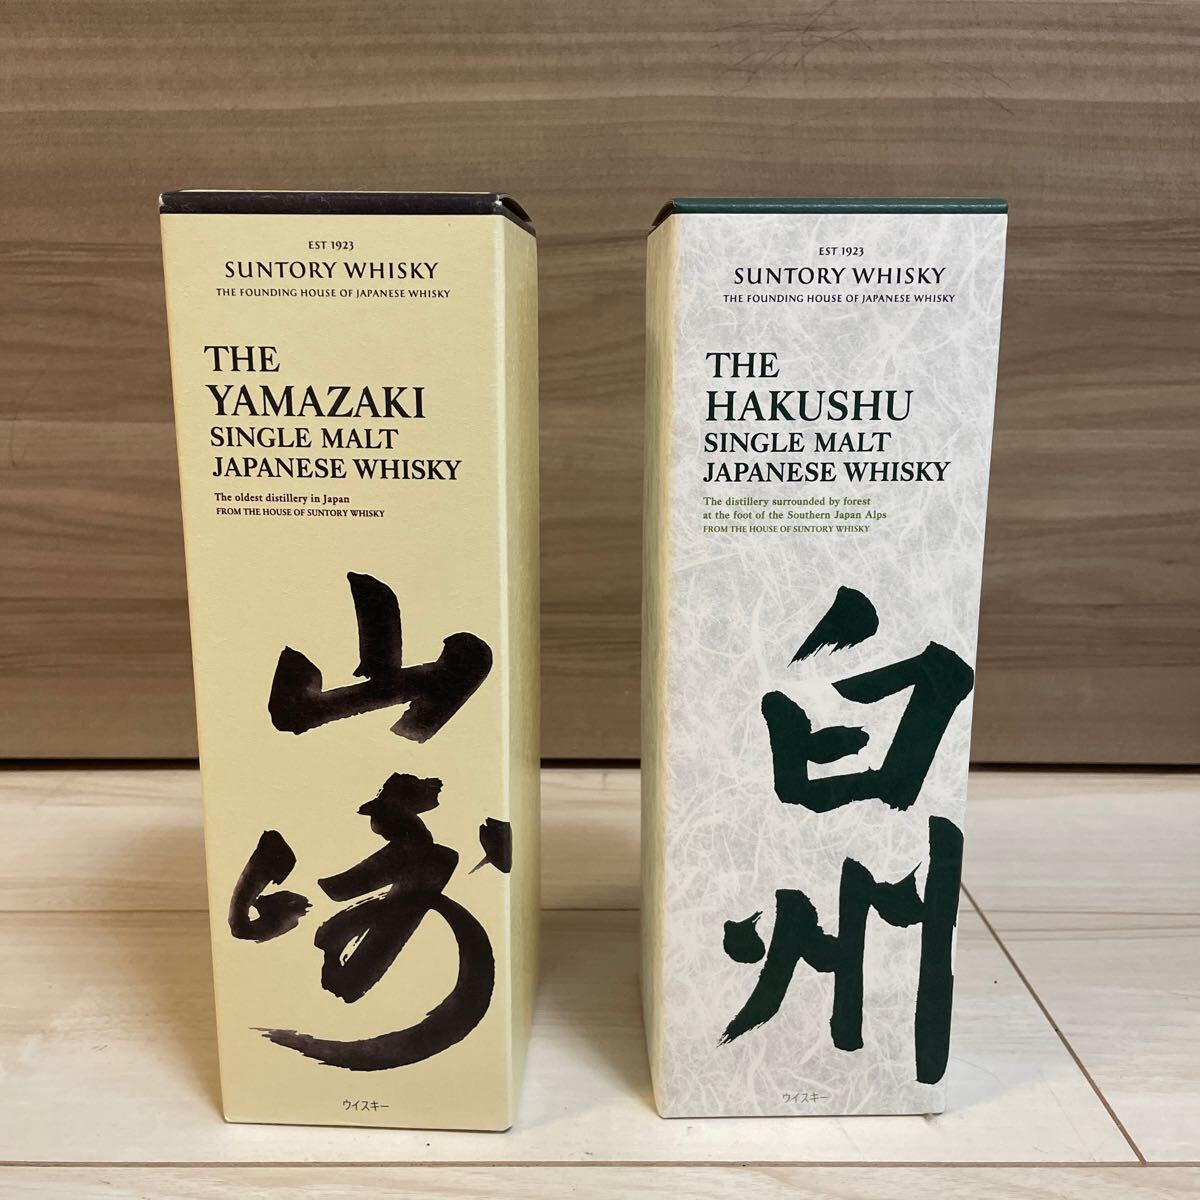 EST 1923
SUNTORY WHISKY
THE FOUNDING HOUSE OF JAPANESE WHISKY
THE
YAMAZAKI
SINGLE MALT
JAPANESE WHISKY
The oldest distillery in Japan
FROM THE HOUSE OF SUNTORY WHISKY
山崎
ウイスキー
EST 1923
SUNTORY WHISKY
THE FOUNDING HOUSE OF JAPANESE WHISKY
THE
HAKUSHU
SINGLE MALT
JAPANESE WHISKY
The distillery surrounded by forest
at the foot of the Southern Japan Alps
FROM THE HOUSE OF SUNTORY WHISKY
白州
ウイスキー